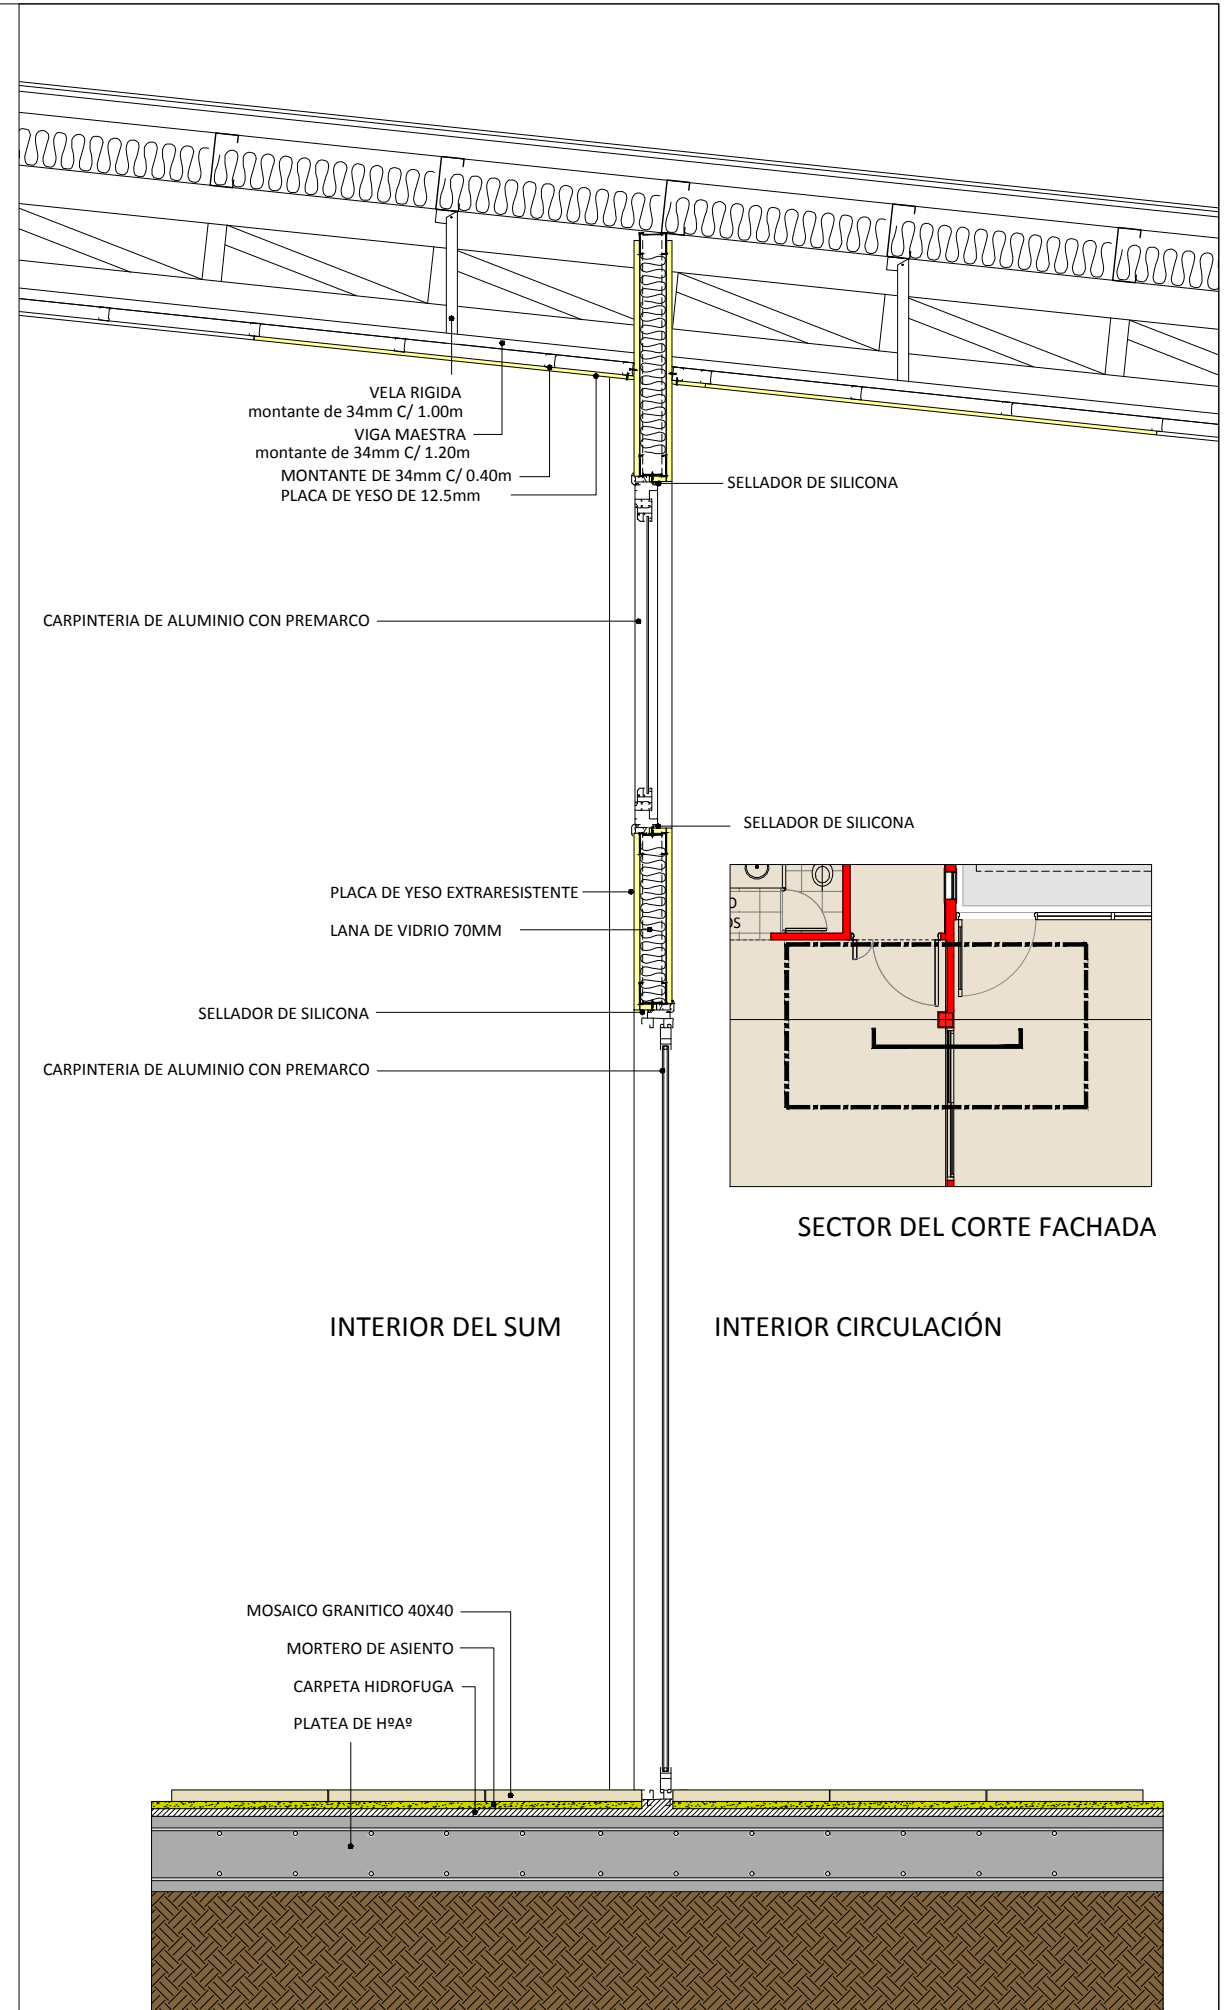 VELA RIGIDA
montante de 34mm C/ 1.00m
VIGA MAESTRA
montante de 34mm C/ 1.20m
MONTANTE DE 34mm C/ 0.40m
PLACA DE YESO DE 12.5mm
SELLADOR DE SILICONA
CARPINTERIA DE ALUMINIO CON PREMARCO
SELLADOR DE SILICONA
PLACA DE YESO EXTRARESISTENTE
LANA DE VIDRIO 70MM
SELLADOR DE SILICONA
CARPINTERIA DE ALUMINIO CON PREMARCO
OS
SECTOR DEL CORTE FACHADA
INTERIOR DEL SUM
INTERIOR CIRCULACIÓN
MOSAICO GRANITICO 40X40
MORTERO DE ASIENTO
CARPETA HIDROFUGA
PLATEA DE HºAº